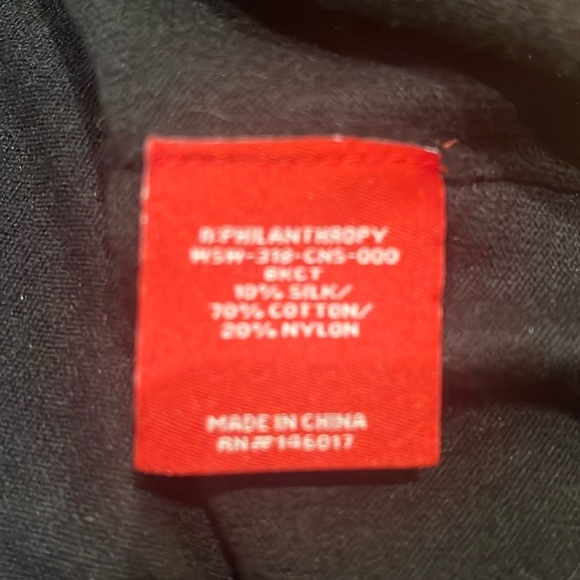 R:PHILANTHROPY
WSW-318-CNS-000
BKCT
10% SILK/
70% COTTON/
20% NYLON
MADE IN CHINA
RN#146017